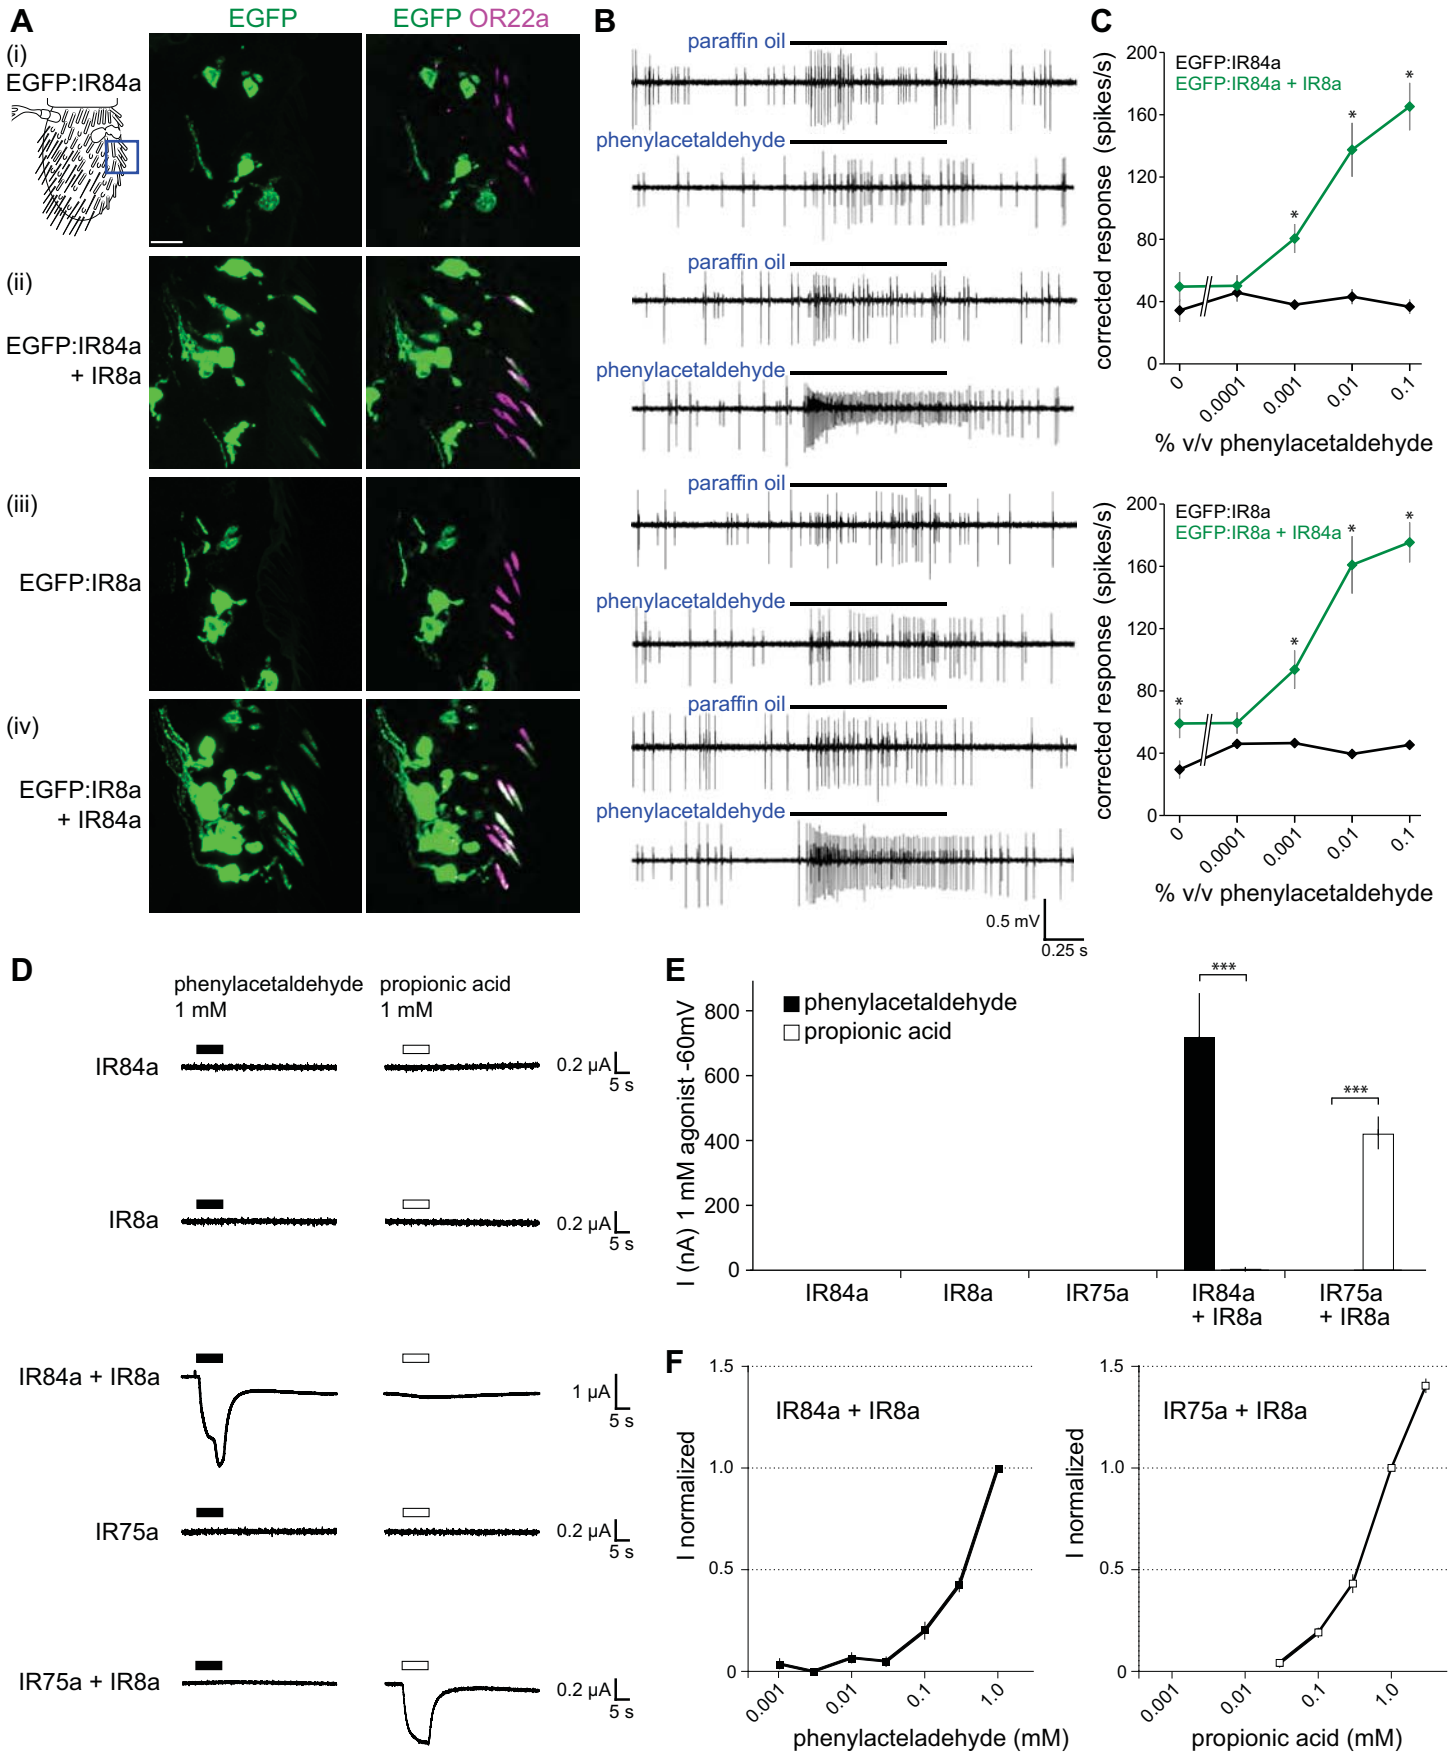 A
EGFP
EGFP OR22a
(i)
EGFP:IR84a
(ii)
EGFP:IR84a
+ IR8a
(iii)
EGFP:IR8a
(iv)
EGFP:IR8a
+ IR84a
B
paraffin oil
phenylacetaldehyde
paraffin oil
phenylacetaldehyde
paraffin oil
phenylacetaldehyde
paraffin oil
phenylacetaldehyde
0.5 mV
0.25 s
C
EGFP:IR84a
EGFP:IR84a + IR8a
corrected response (spikes/s)
200
160
120
80
40
0
* * *
0 0.0001 0.001 0.01 0.1
% v/v phenylacetaldehyde
EGFP:IR8a
EGFP:IR8a + IR84a
corrected response (spikes/s)
200
160
120
80
40
0
* * * *
0 0.0001 0.001 0.01 0.1
% v/v phenylacetaldehyde
D
phenylacetaldehyde
1 mM
propionic acid
1 mM
IR84a
0.2 µA
5 s
IR8a
0.2 µA
5 s
IR84a + IR8a
1 µA
5 s
IR75a
0.2 µA
5 s
IR75a + IR8a
0.2 µA
5 s
E
phenylacetaldehyde
propionic acid
I (nA) 1 mM agonist -60mV
800
600
400
200
0
***
***
IR84a
IR8a
IR75a
IR84a
+ IR8a
IR75a
+ IR8a
F
IR84a + IR8a
I normalized
1.5
1.0
0.5
0
0.001 0.01 0.1 1.0
phenylacteladehyde (mM)
IR75a + IR8a
I normalized
1.5
1.0
0.5
0
0.001 0.01 0.1 1.0
propionic acid (mM)